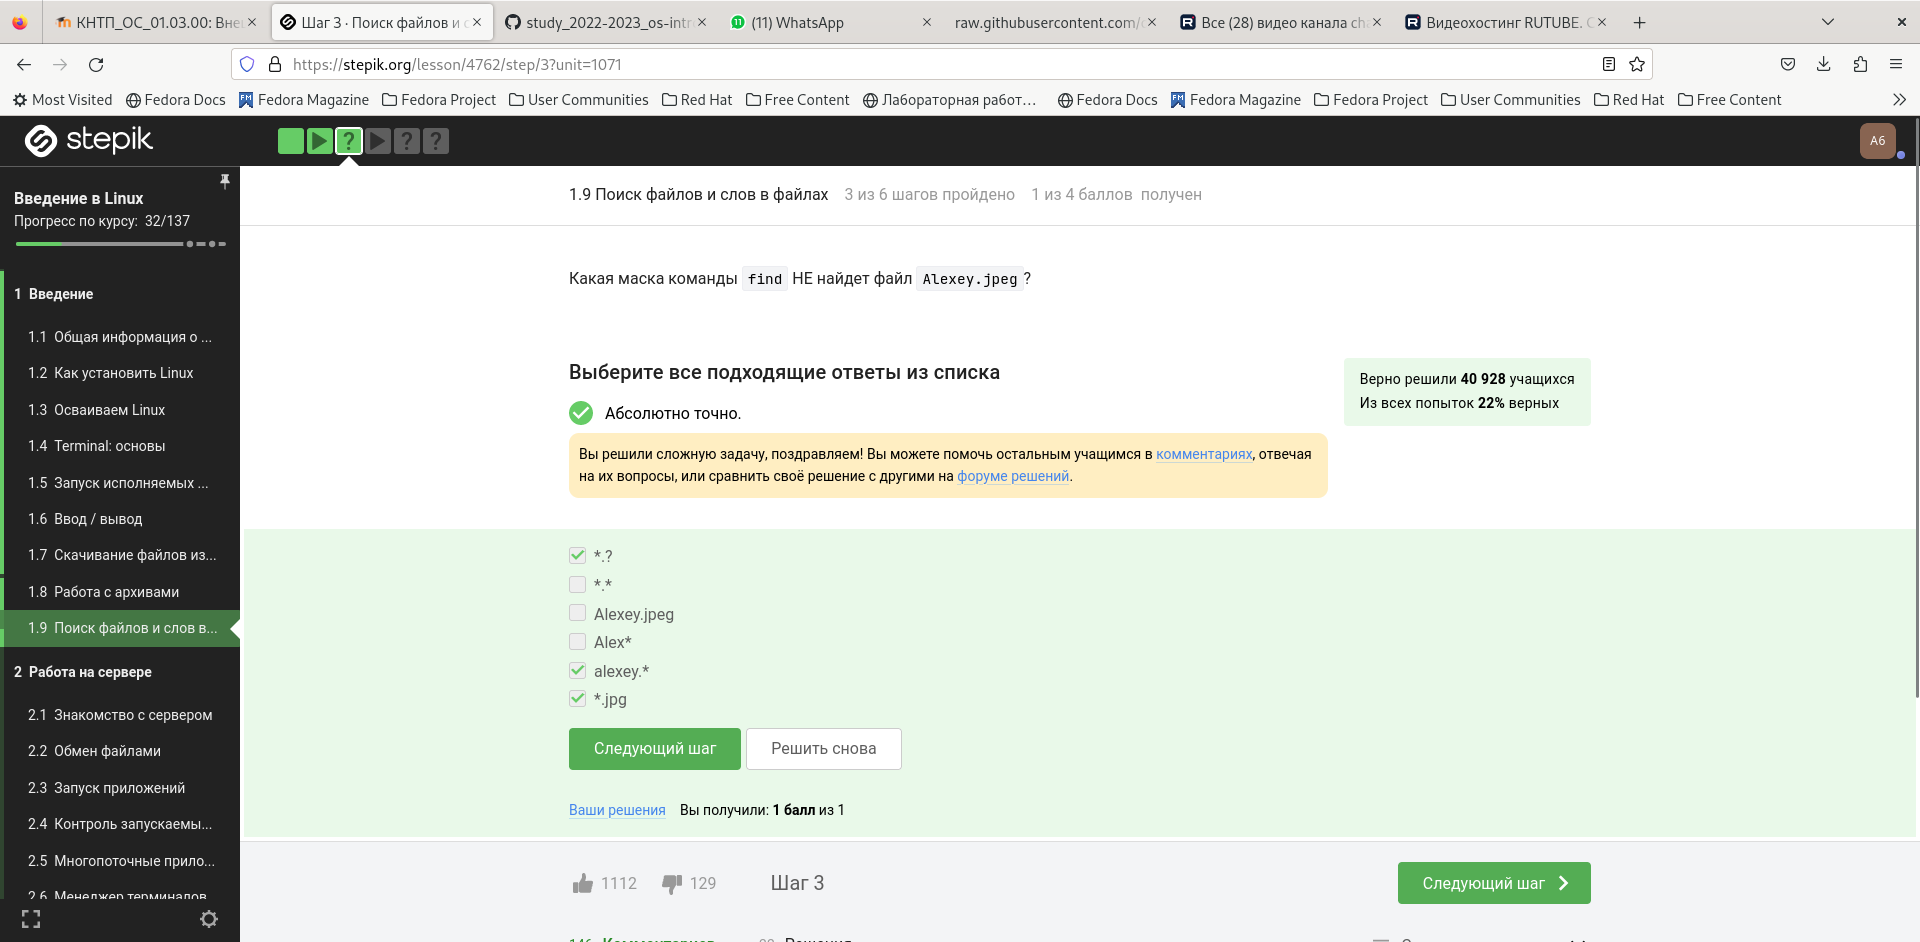 КНТП_ОС_01.03.00: Вне
Шаг 3 · Поиск файлов и с
study_2022-2023_os-intr
(11) WhatsApp
raw.githubusercontent.com/
Все (28) видео канала ch
Видеохостинг RUTUBE. С
https://stepik.org/lesson/4762/step/3?unit=1071
Most Visited
Fedora Docs
Fedora Magazine
Fedora Project
User Communities
Red Hat
Free Content
Лабораторная работ...
Fedora Docs
Fedora Magazine
Fedora Project
User Communities
Red Hat
Free Content
stepik
A6
Введение в Linux
Прогресс по курсу: 32/137
1 Введение
1.1 Общая информация о ...
1.2 Как установить Linux
1.3 Осваиваем Linux
1.4 Terminal: основы
1.5 Запуск исполняемых ...
1.6 Ввод / вывод
1.7 Скачивание файлов из...
1.8 Работа с архивами
1.9 Поиск файлов и слов в...
2 Работа на сервере
2.1 Знакомство с сервером
2.2 Обмен файлами
2.3 Запуск приложений
2.4 Контроль запускаемы...
2.5 Многопоточные прило...
2.6 Менеджер терминалов
1.9 Поиск файлов и слов в файлах 3 из 6 шагов пройдено 1 из 4 баллов получен
Какая маска команды find НЕ найдет файл Alexey.jpeg?
Выберите все подходящие ответы из списка
Абсолютно точно.
Вы решили сложную задачу, поздравляем! Вы можете помочь остальным учащимся в комментариях, отвечая
на их вопросы, или сравнить своё решение с другими на форуме решений.
Верно решили 40 928 учащихся
Из всех попыток 22% верных
*.?
*.*
Alexey.jpeg
Alex*
alexey.*
*.jpg
Следующий шаг
Решить снова
Ваши решения Вы получили: 1 балл из 1
1112
129
Шаг 3
Следующий шаг